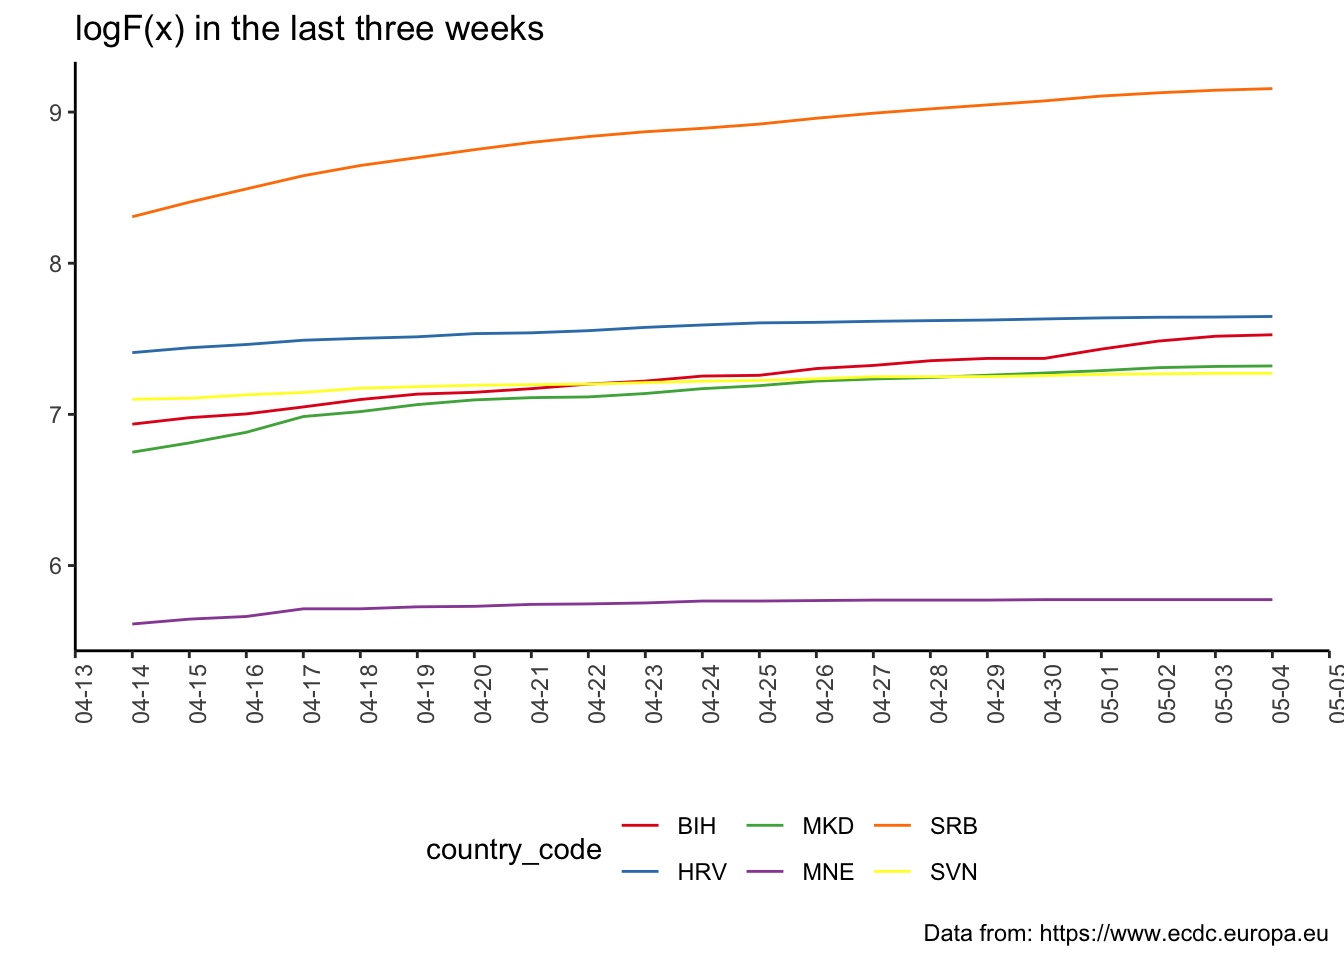 logF(x) in the last three weeks
9
8
7
6
04-13 04-14 04-15 04-16 04-17 04-18 04-19 04-20 04-21 04-22 04-23 04-24 04-25 04-26 04-27 04-28 04-29 04-30 05-01 05-02 05-03 05-04 05-05
country_code
BIH MKD SRB
HRV MNE SVN
Data from: https://www.ecdc.europa.eu